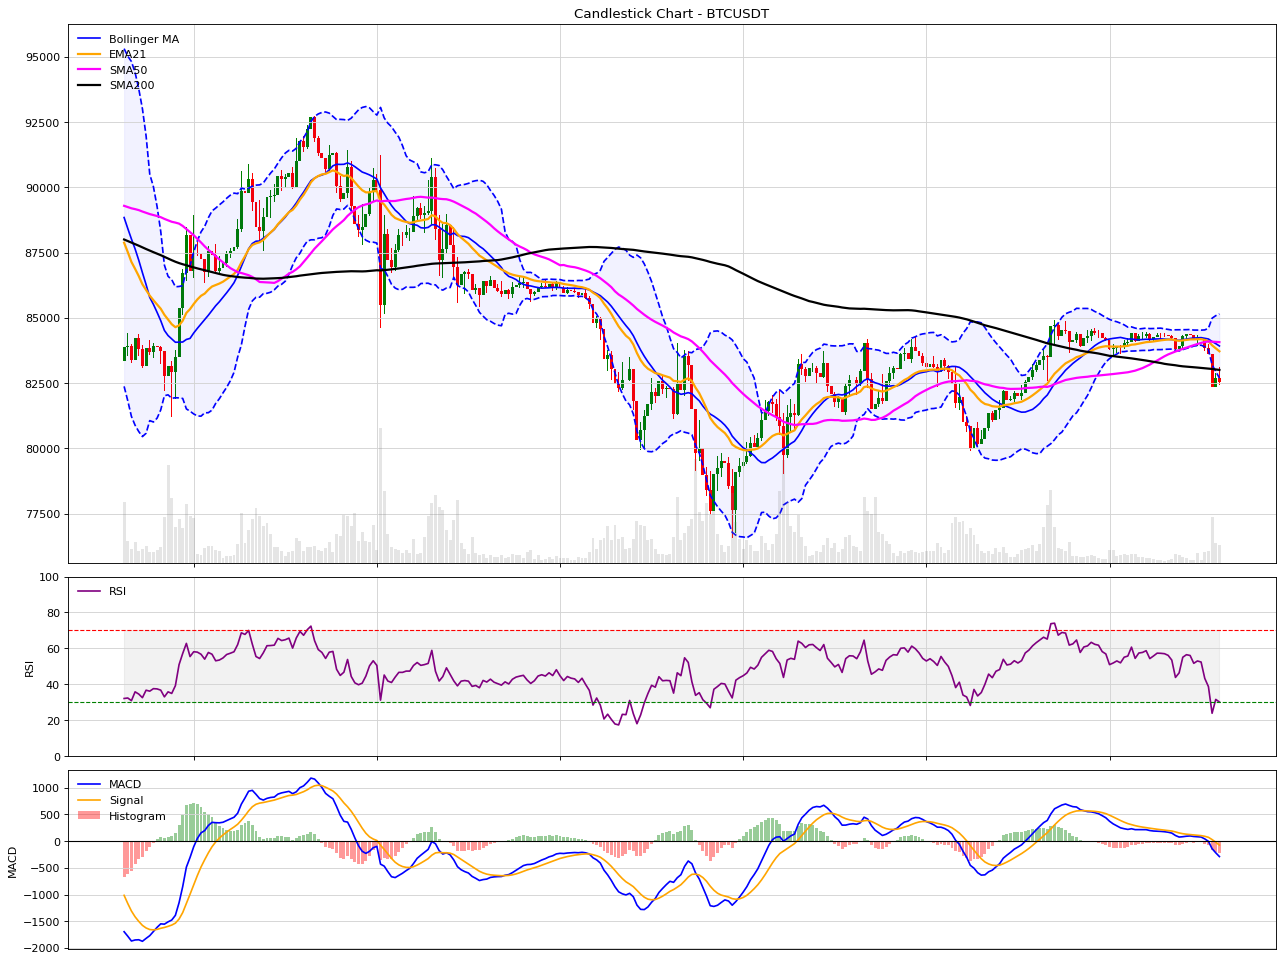 Candlestick Chart - BTCUSDT
Bollinger MA
EMA21
SMA50
SMA200
95000
92500
90000
87500
85000
82500
80000
77500
RSI
RSI
100
80
60
40
20
0
MACD
Signal
Histogram
MACD
1000
500
0
−500
−1000
−1500
−2000